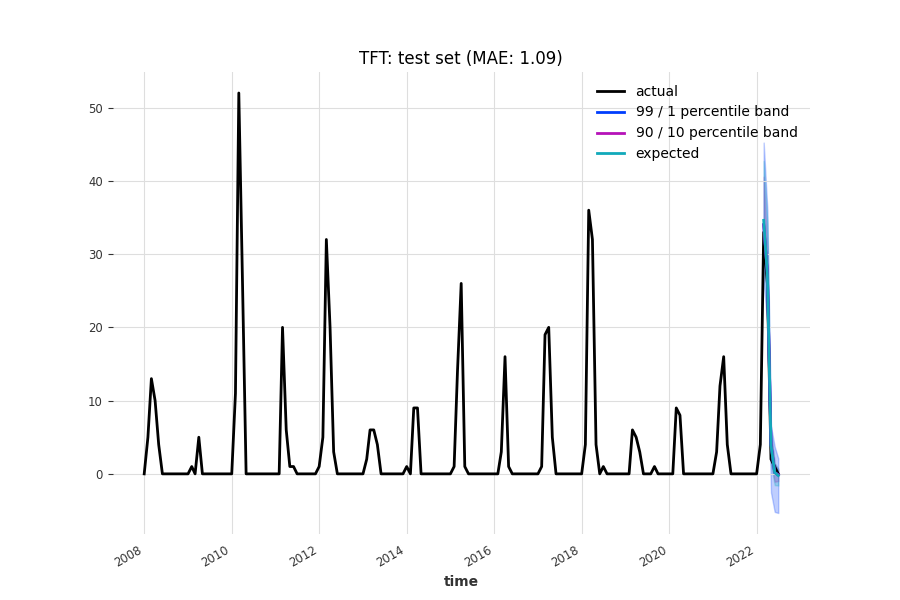 TFT: test set (MAE: 1.09)
actual
99 / 1 percentile band
90 / 10 percentile band
expected
50
40
30
20
10
0
2008
2010
2012
2014
2016
2018
2020
2022
time